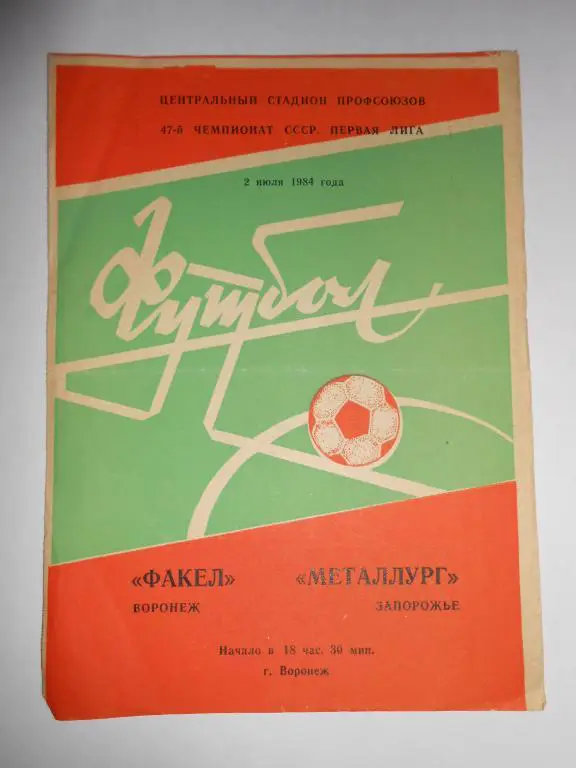 ЦЕНТРАЛЬНЫЙ СТАДИОН ПРОФСОЮЗОВ
47-й ЧЕМПИОНАТ СССР. ПЕРВАЯ ЛИГА
2 июля 1984 года
Футбол
«ФАКЕЛ» «МЕТАЛЛУРГ»
ВОРОНЕЖ ЗАПОРОЖЬЕ
Начало в 18 час. 30 мин.
г. Воронеж